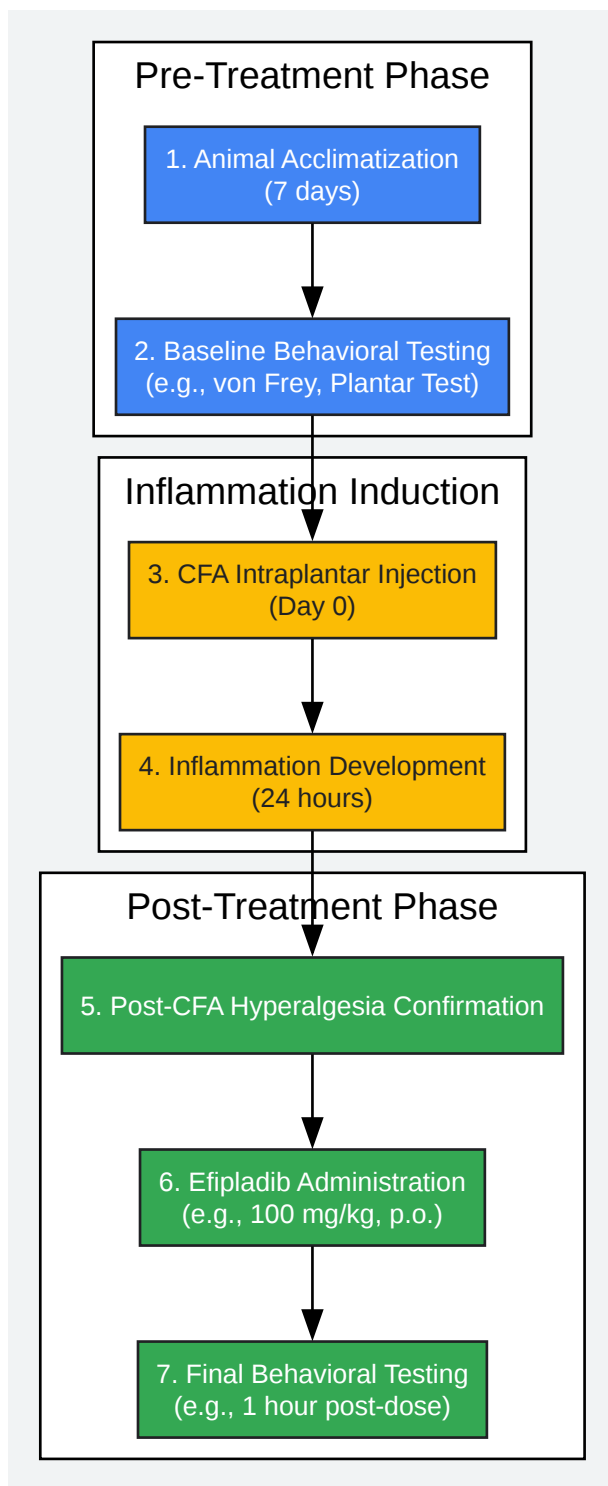 Pre-Treatment Phase
1. Animal Acclimatization
(7 days)
2. Baseline Behavioral Testing
(e.g., von Frey, Plantar Test)
Inflammation Induction
3. CFA Intraplantar Injection
(Day 0)
4. Inflammation Development
(24 hours)
Post-Treatment Phase
5. Post-CFA Hyperalgesia Confirmation
6. Efipladib Administration
(e.g., 100 mg/kg, p.o.)
7. Final Behavioral Testing
(e.g., 1 hour post-dose)